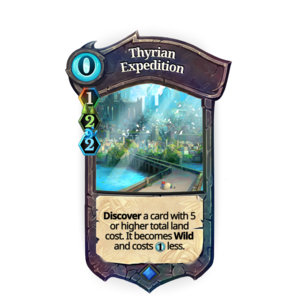 Thyrian
Expedition
0
1
2
2
Discover a card with 5
or higher total land
cost. It becomes Wild
and costs 1 less.